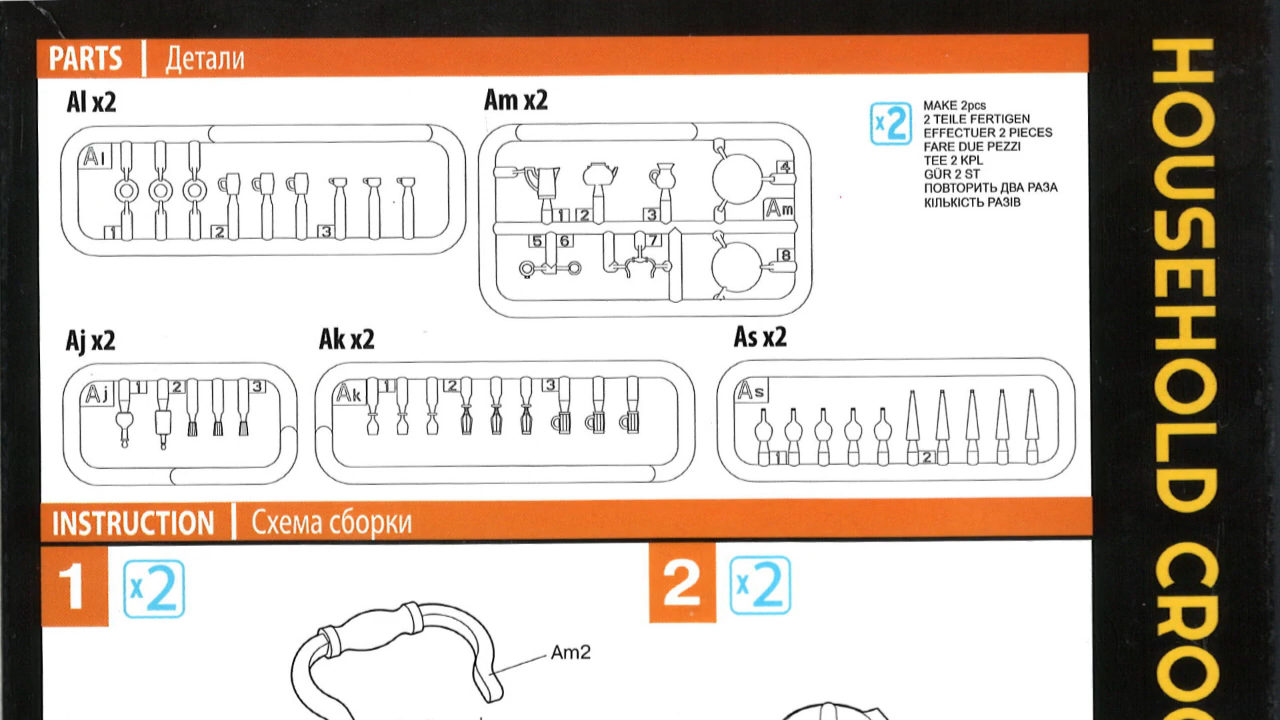 PARTS | Детали
Al x2
Am x2
x2
MAKE 2pcs
2 TEILE FERTIGEN
EFFECTUER 2 PIECES
FARE DUE PEZZI
TEE 2 KPL
GÜR 2 ST
ПОВТОРИТЬ ДВА РАЗА
КІЛЬКІСТЬ РАЗІВ
Al
1
2
3
1
2
3
4
Am
5
6
7
8
Aj x2
Ak x2
As x2
Aj
1
2
3
Ak
1
2
3
As
1
2
INSTRUCTION | Схема сборки
1
x2
2
x2
Am2
HOUSEHOLD CRO